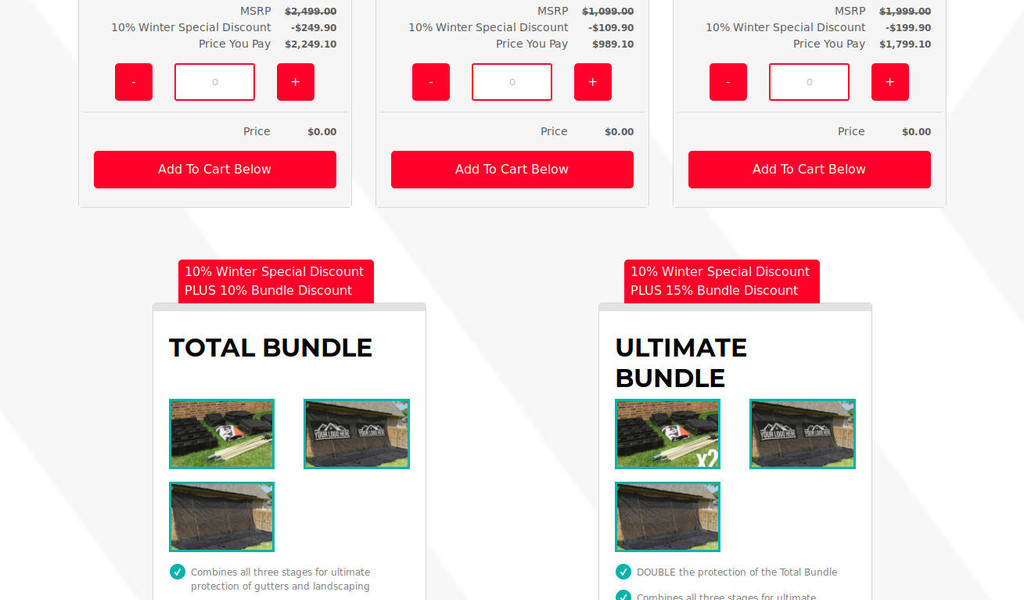 MSRP $2,499.00
10% Winter Special Discount -$249.90
Price You Pay $2,249.10
- 0 +
Price $0.00
Add To Cart Below
MSRP $1,099.00
10% Winter Special Discount -$109.90
Price You Pay $989.10
- 0 +
Price $0.00
Add To Cart Below
MSRP $1,999.00
10% Winter Special Discount -$199.90
Price You Pay $1,799.10
- 0 +
Price $0.00
Add To Cart Below
10% Winter Special Discount
PLUS 10% Bundle Discount
TOTAL BUNDLE
YOUR LOGO HERE YOUR LOGO HERE
Combines all three stages for ultimate
protection of gutters and landscaping
10% Winter Special Discount
PLUS 15% Bundle Discount
ULTIMATE
BUNDLE
x2
YOUR LOGO HERE YOUR LOGO HERE
DOUBLE the protection of the Total Bundle
Combines all three stages for ultimate